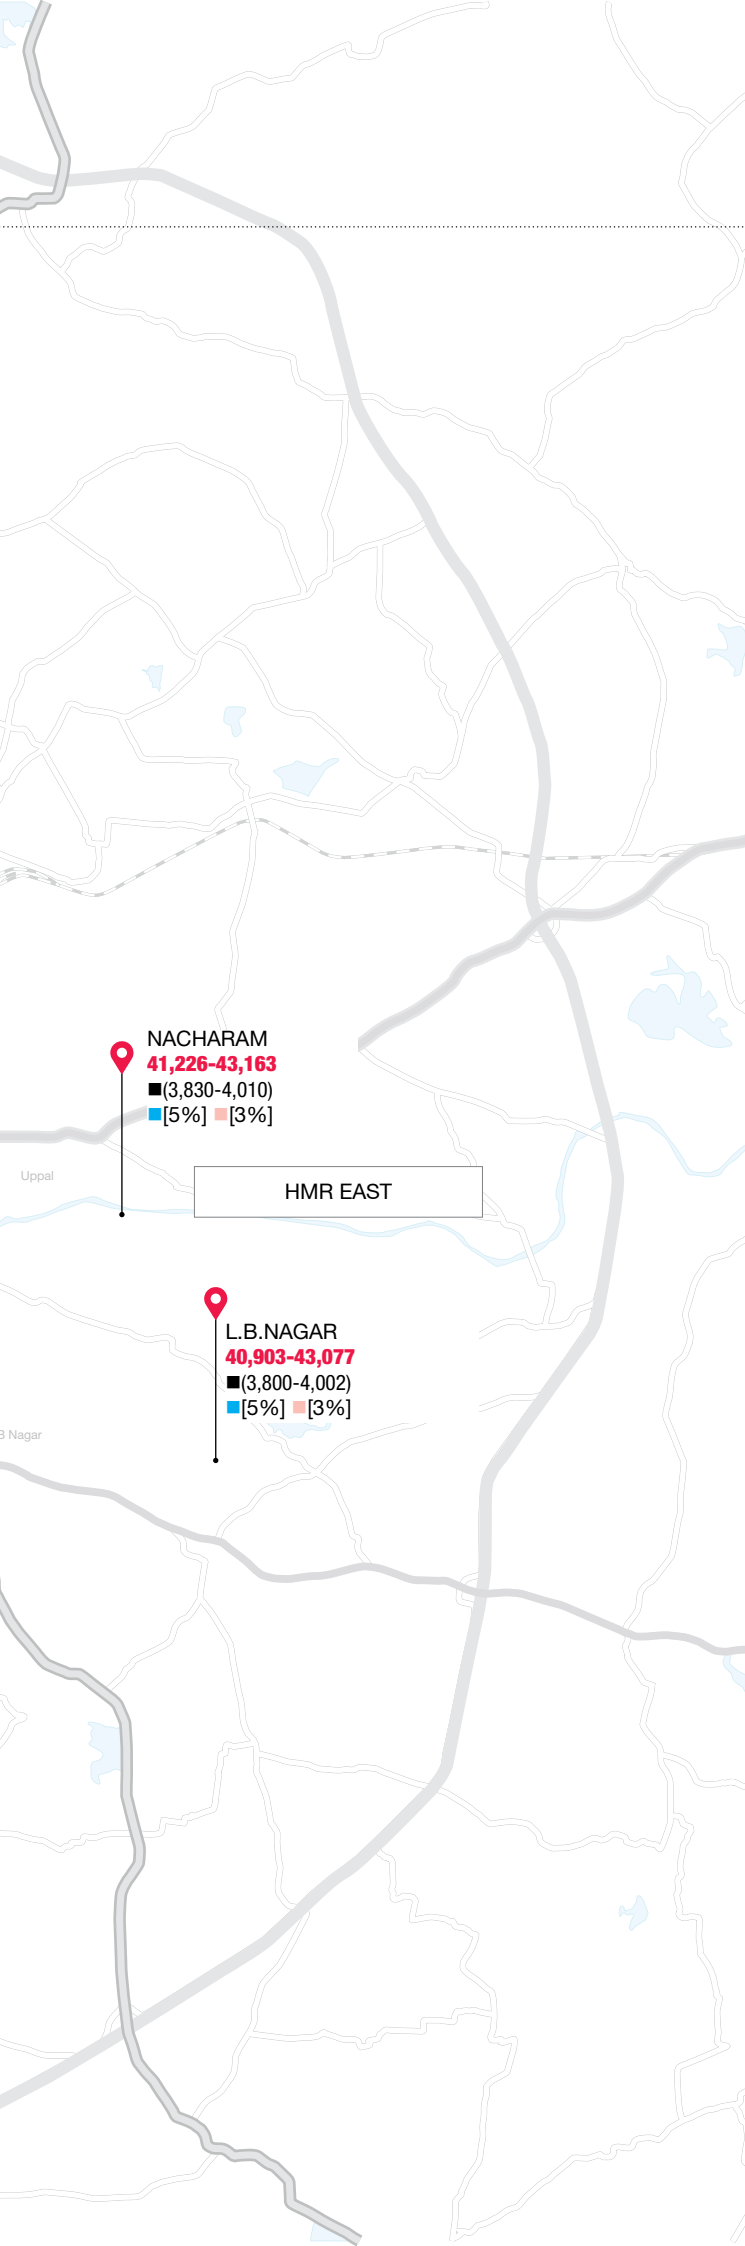 NACHARAM
41,226-43,163
■(3,830-4,010)
■[5%] ■[3%]
Uppal
HMR EAST
L.B.NAGAR
40,903-43,077
■(3,800-4,002)
■[5%] ■[3%]
B Nagar